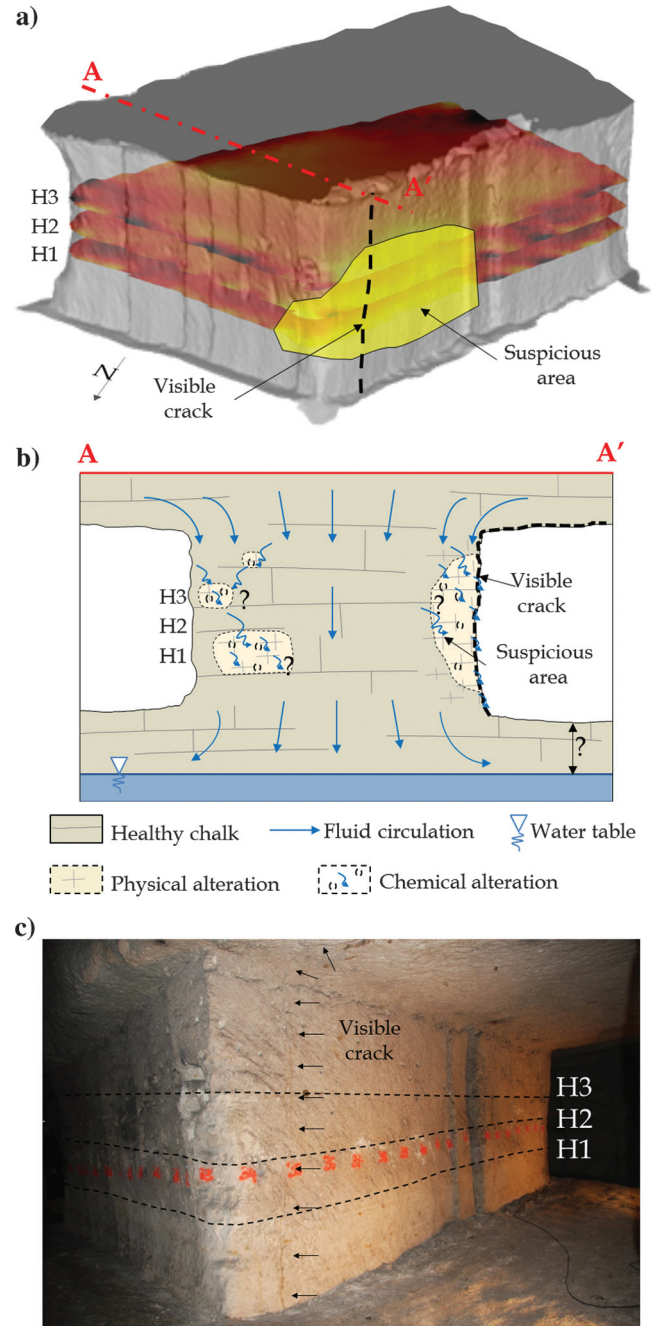 a)
A
A′
H3
H2
H1
N
Visible
crack
Suspicious
area
b)
A
A′
H3
H2
H1
?
?
?
?
Visible
crack
Suspicious
area
Healthy chalk
Fluid circulation
Water table
Physical alteration
Chemical alteration
c)
Visible
crack
H3
H2
H1